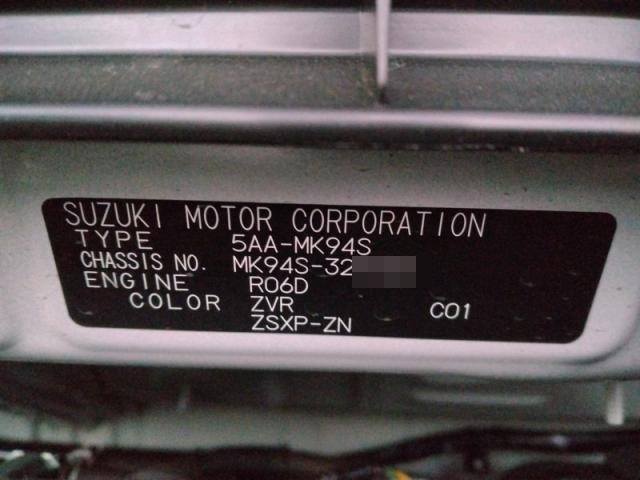 SUZUKI MOTOR CORPORATION
TYPE 5AA-MK94S
CHASSIS NO. MK94S-32
ENGINE R06D
COLOR ZVR C01
ZSXP-ZN